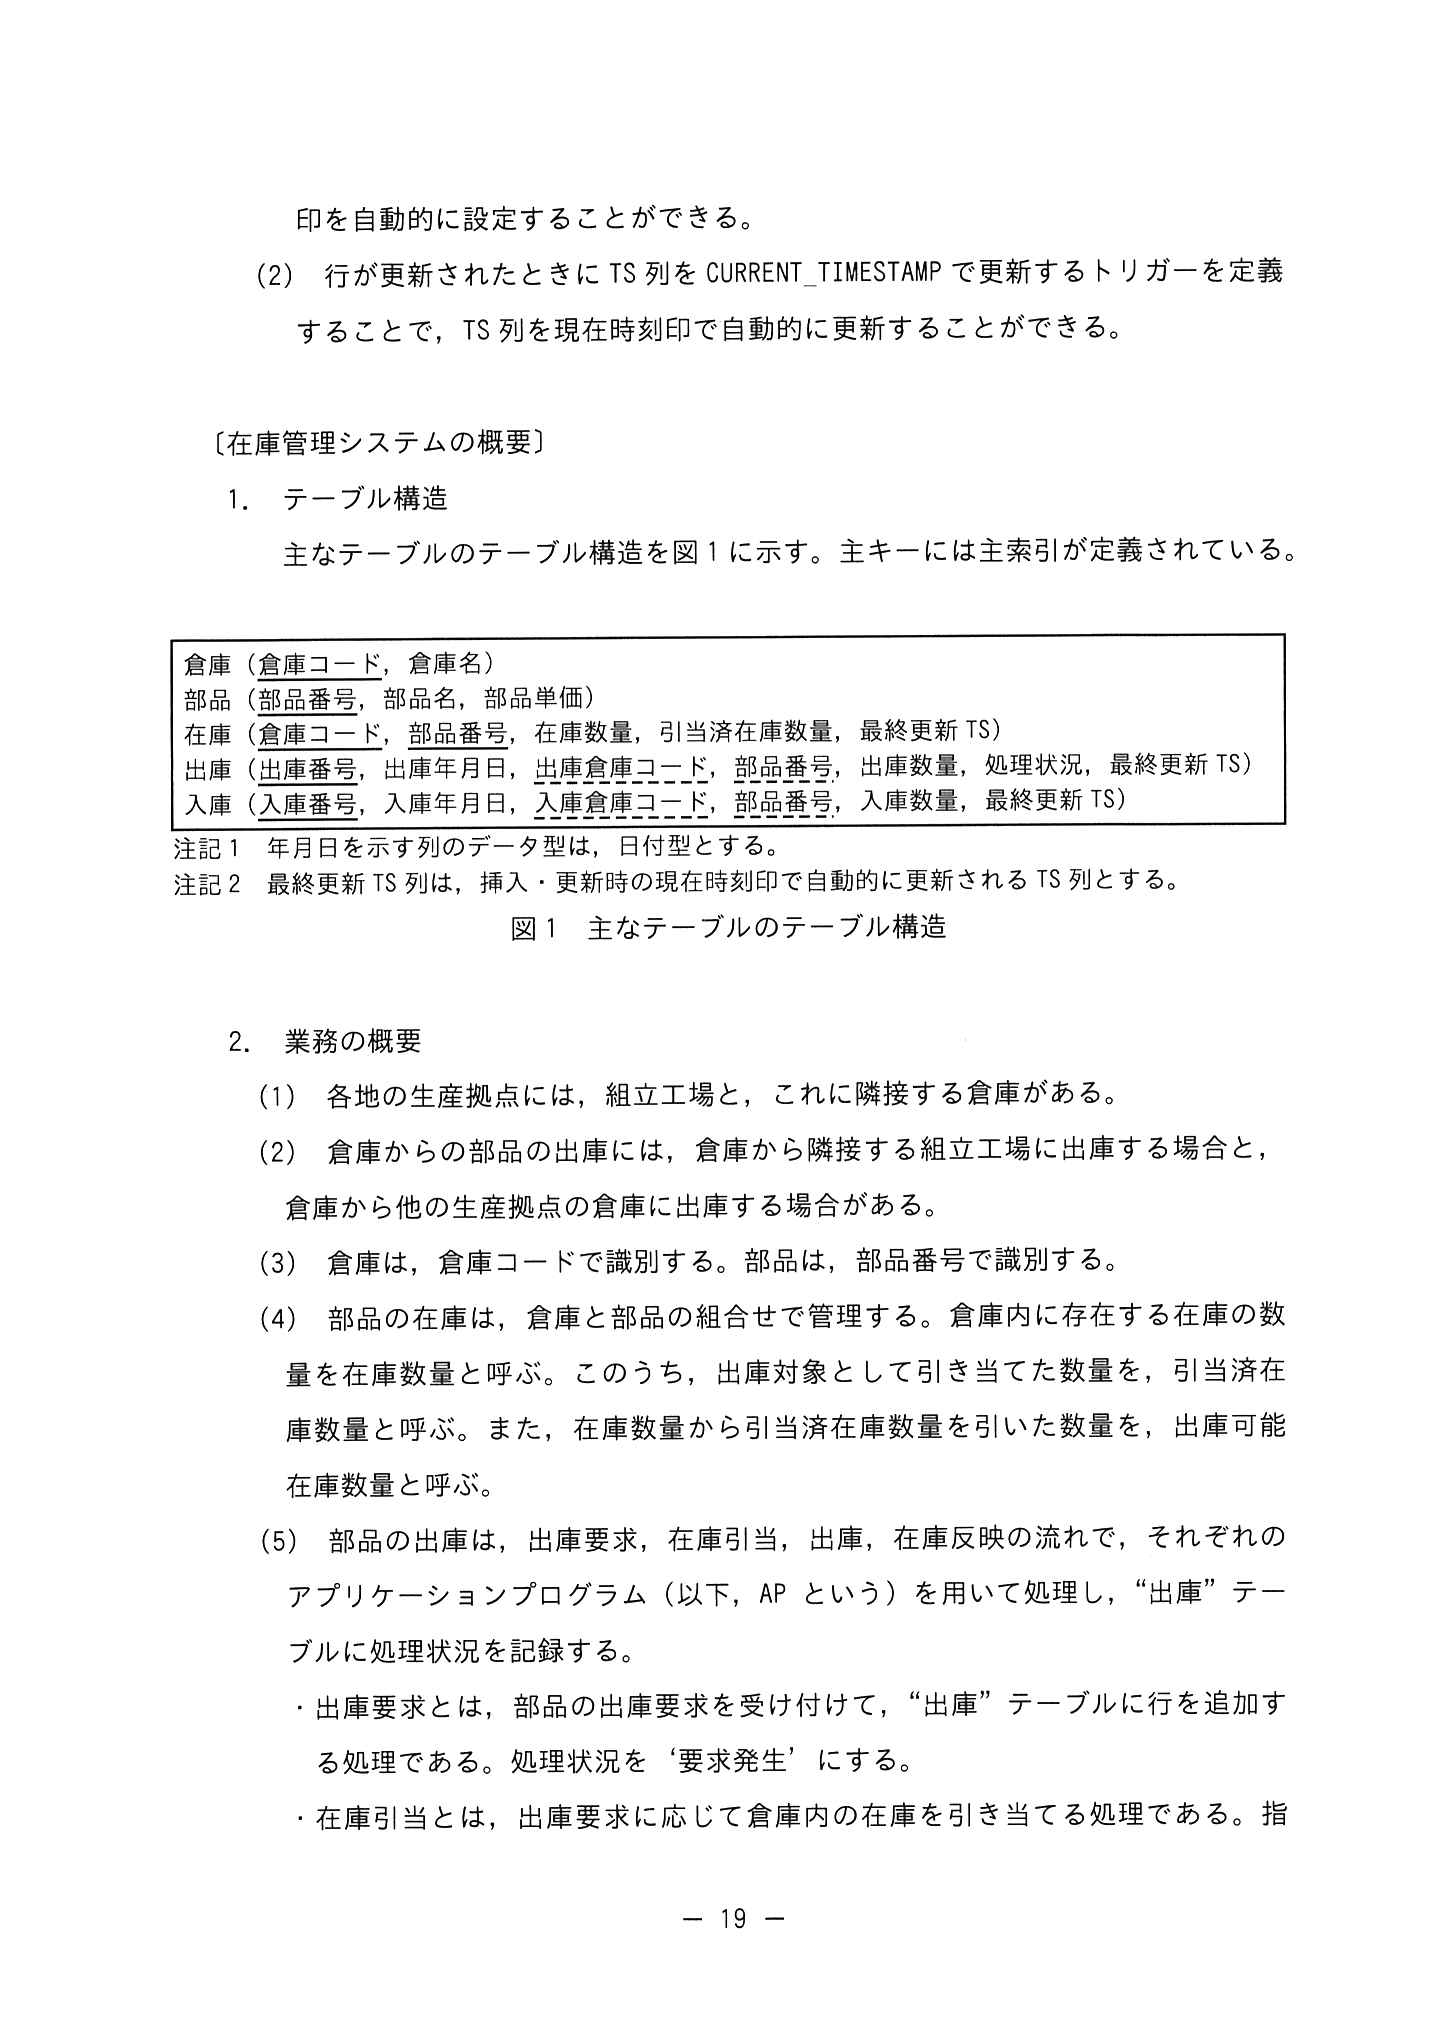 印を自動的に設定することができる。
(2) 行が更新されたときに TS 列を CURRENT_TIMESTAMP で更新するトリガーを定義
することで，TS 列を現在時刻印で自動的に更新することができる。
〔在庫管理システムの概要〕
1. テーブル構造
主なテーブルのテーブル構造を図 1 に示す。主キーには主索引が定義されている。
倉庫（倉庫コード，倉庫名）
部品（部品番号，部品名，部品単価）
在庫（倉庫コード，部品番号，在庫数量，引当済在庫数量，最終更新 TS）
出庫（出庫番号，出庫年月日，出庫倉庫コード，部品番号，出庫数量，処理状況，最終更新 TS）
入庫（入庫番号，入庫年月日，入庫倉庫コード，部品番号，入庫数量，最終更新 TS）
注記 1 年月日を示す列のデータ型は，日付型とする。
注記 2 最終更新 TS 列は，挿入・更新時の現在時刻印で自動的に更新される TS 列とする。
図 1 主なテーブルのテーブル構造
2. 業務の概要
(1) 各地の生産拠点には，組立工場と，これに隣接する倉庫がある。
(2) 倉庫からの部品の出庫には，倉庫から隣接する組立工場に出庫する場合と，
倉庫から他の生産拠点の倉庫に出庫する場合がある。
(3) 倉庫は，倉庫コードで識別する。部品は，部品番号で識別する。
(4) 部品の在庫は，倉庫と部品の組合せで管理する。倉庫内に存在する在庫の数
量を在庫数量と呼ぶ。このうち，出庫対象として引き当てた数量を，引当済在
庫数量と呼ぶ。また，在庫数量から引当済在庫数量を引いた数量を，出庫可能
在庫数量と呼ぶ。
(5) 部品の出庫は，出庫要求，在庫引当，出庫，在庫反映の流れで，それぞれの
アプリケーションプログラム（以下，AP という）を用いて処理し，“出庫” テー
ブルに処理状況を記録する。
・出庫要求とは，部品の出庫要求を受け付けて，“出庫” テーブルに行を追加す
る処理である。処理状況を ‘要求発生’ にする。
・在庫引当とは，出庫要求に応じて倉庫内の在庫を引き当てる処理である。指
－ 19 －